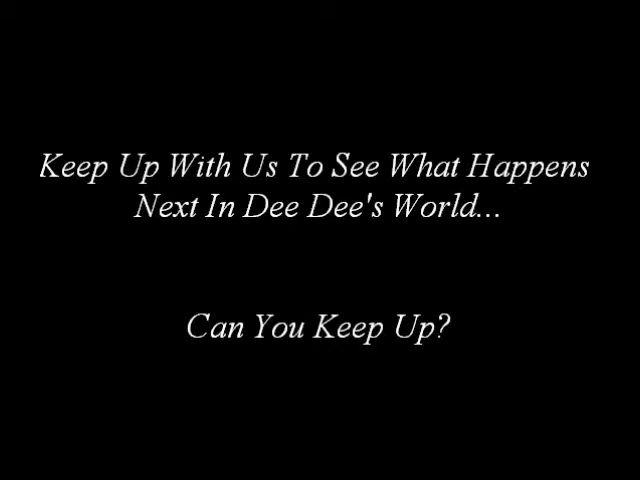 Keep Up With Us To See What Happens
Next In Dee Dee's World...
Can You Keep Up?